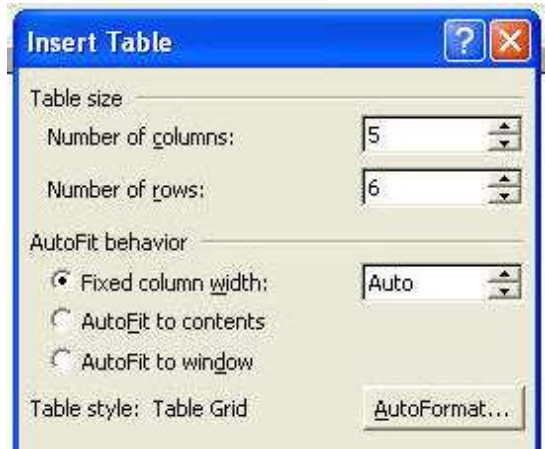 Insert Table
Table size
Number of columns: 5
Number of rows: 6
AutoFit behavior
Fixed column width: Auto
AutoFit to contents
AutoFit to window
Table style: Table Grid AutoFormat...